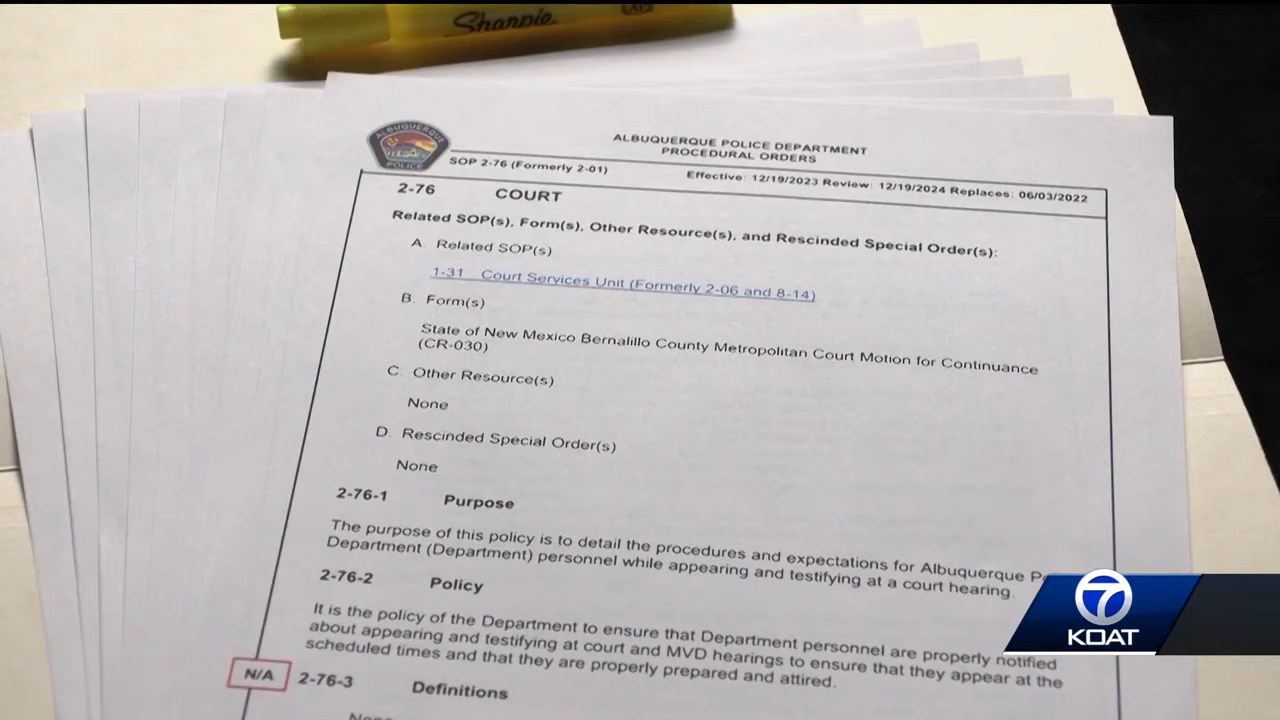 Sharpie
ALBUQUERQUE
POLICE
ALBUQUERQUE POLICE DEPARTMENT
PROCEDURAL ORDERS
SOP 2-76 (Formerly 2-01)
Effective: 12/19/2023 Review: 12/19/2024 Replaces: 06/03/2022
2-76 COURT
Related SOP(s), Form(s), Other Resource(s), and Rescinded Special Order(s):
A. Related SOP(s)
1-31 Court Services Unit (Formerly 2-06 and 8-14)
B. Form(s)
State of New Mexico Bernalillo County Metropolitan Court Motion for Continuance
(CR-030)
C. Other Resource(s)
None
D. Rescinded Special Order(s)
None
2-76-1 Purpose
The purpose of this policy is to detail the procedures and expectations for Albuquerque
Department (Department) personnel while appearing and testifying at a court hearing.
2-76-2 Policy
It is the policy of the Department to ensure that Department personnel are properly notified
about appearing and testifying at court and MVD hearings to ensure that they appear at the
scheduled times and that they are properly prepared and attired.
N/A 2-76-3 Definitions
None
7
KOAT